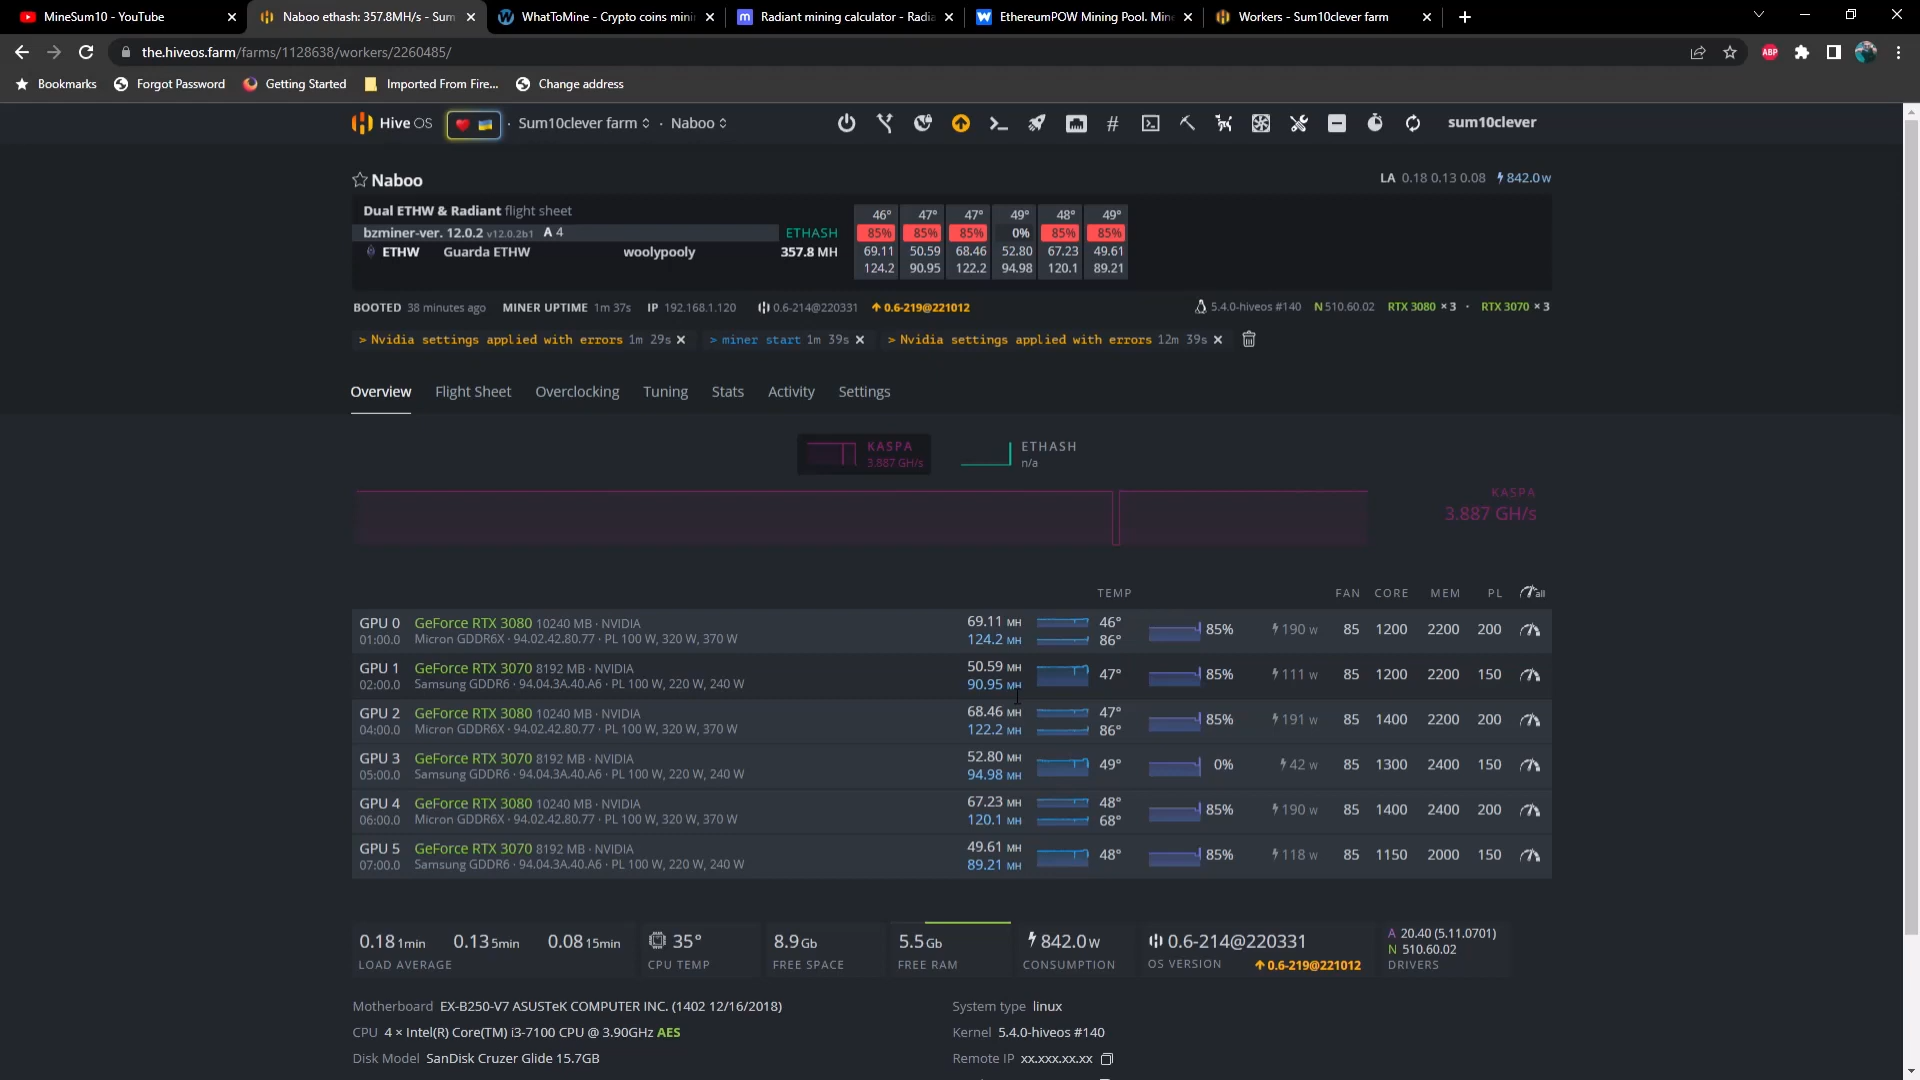 MineSum10 - YouTube
Naboo ethash: 357.8MH/s - Sum
WhatToMine - Crypto coins mini
Radiant mining calculator - Radia
EthereumPOW Mining Pool. Mine
Workers - Sum10clever farm
the.hiveos.farm/farms/1128638/workers/2260485/
ABP
Bookmarks
Forgot Password
Getting Started
Imported From Fire...
Change address
Hive OS
· Sum10clever farm · Naboo
sum10clever
Naboo
LA 0.18 0.13 0.08 842.0 w
Dual ETHW & Radiant flight sheet
bzminer-ver. 12.0.2 v12.0.2b1 A 4 ETHASH
ETHW Guarda ETHW woolypooly 357.8 MH
46° 47° 47° 49° 48° 49°
85% 85% 85% 0% 85% 85%
69.11 50.59 68.46 52.80 67.23 49.61
124.2 90.95 122.2 94.98 120.1 89.21
BOOTED 38 minutes ago MINER UPTIME 1m 37s IP 192.168.1.120 0.6-214@220331 0.6-219@221012
5.4.0-hiveos #140 N 510.60.02 RTX 3080 ×3 · RTX 3070 ×3
> Nvidia settings applied with errors 1m 29s
> miner start 1m 39s
> Nvidia settings applied with errors 12m 39s
Overview Flight Sheet Overclocking Tuning Stats Activity Settings
KASPA
3.887 GH/s
ETHASH
n/a
KASPA
3.887 GH/s
TEMP FAN CORE MEM PL all
GPU 0 GeForce RTX 3080 10240 MB · NVIDIA 69.11 MH 46° 85% 190 w 85 1200 2200 200
01:00.0 Micron GDDR6X · 94.02.42.80.77 · PL 100 W, 320 W, 370 W 124.2 MH 86°
GPU 1 GeForce RTX 3070 8192 MB · NVIDIA 50.59 MH 47° 85% 111 w 85 1200 2200 150
02:00.0 Samsung GDDR6 · 94.04.3A.40.A6 · PL 100 W, 220 W, 240 W 90.95 MH
GPU 2 GeForce RTX 3080 10240 MB · NVIDIA 68.46 MH 47° 85% 191 w 85 1400 2200 200
04:00.0 Micron GDDR6X · 94.02.42.80.77 · PL 100 W, 320 W, 370 W 122.2 MH 86°
GPU 3 GeForce RTX 3070 8192 MB · NVIDIA 52.80 MH 49° 0% 42 w 85 1300 2400 150
05:00.0 Samsung GDDR6 · 94.04.3A.40.A6 · PL 100 W, 220 W, 240 W 94.98 MH
GPU 4 GeForce RTX 3080 10240 MB · NVIDIA 67.23 MH 48° 85% 190 w 85 1400 2400 200
06:00.0 Micron GDDR6X · 94.02.42.80.77 · PL 100 W, 320 W, 370 W 120.1 MH 68°
GPU 5 GeForce RTX 3070 8192 MB · NVIDIA 49.61 MH 48° 85% 118 w 85 1150 2000 150
07:00.0 Samsung GDDR6 · 94.04.3A.40.A6 · PL 100 W, 220 W, 240 W 89.21 MH
0.18 1min 0.13 5min 0.08 15min
LOAD AVERAGE
35°
CPU TEMP
8.9 Gb
FREE SPACE
5.5 Gb
FREE RAM
842.0 w
CONSUMPTION
0.6-214@220331
OS VERSION 0.6-219@221012
A 20.40 (5.11.0701)
N 510.60.02
DRIVERS
Motherboard EX-B250-V7 ASUSTeK COMPUTER INC. (1402 12/16/2018)
System type linux
CPU 4 × Intel(R) Core(TM) i3-7100 CPU @ 3.90GHz AES
Kernel 5.4.0-hiveos #140
Disk Model SanDisk Cruzer Glide 15.7GB
Remote IP xx.xxx.xx.xx